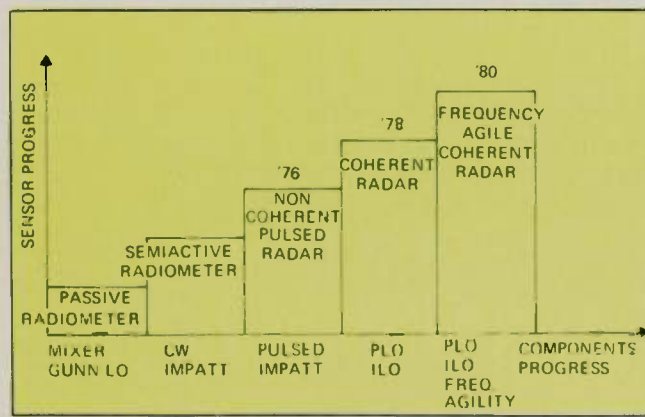 SENSOR PROGRESS
'80
FREQUENCY
AGILE
COHERENT
RADAR
'78
COHERENT
RADAR
'76
NON
COHERENT
PULSED
RADAR
SEMIACTIVE
RADIOMETER
PASSIVE
RADIOMETER
MIXER
GUNN LO
CW
IMPATT
PULSED
IMPATT
PLO
ILO
PLO
ILO
FREQ.
AGILITY
COMPONENTS
PROGRESS